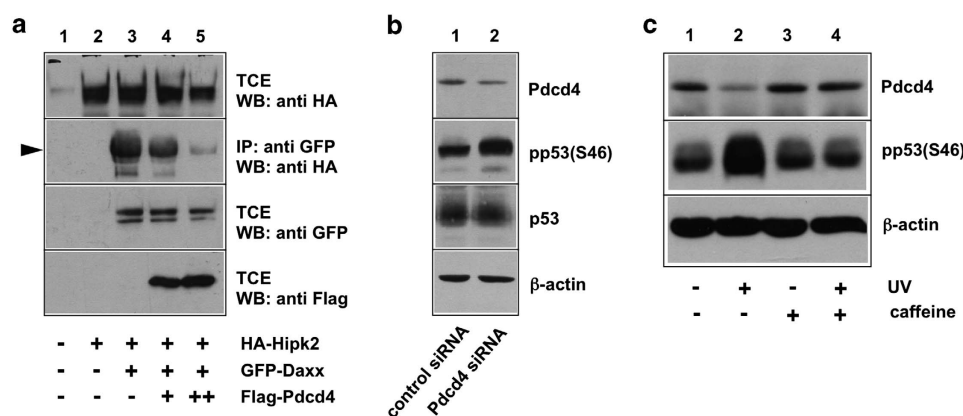 a
1 2 3 4 5
TCE
WB: anti HA
IP: anti GFP
WB: anti HA
TCE
WB: anti GFP
TCE
WB: anti Flag
- + + + + HA-Hipk2
- - + + + GFP-Daxx
- - - + ++ Flag-Pdcd4
b
1 2
Pdcd4
pp53(S46)
p53
β-actin
control siRNA
Pdcd4 siRNA
c
1 2 3 4
Pdcd4
pp53(S46)
β-actin
- + - + UV
- - + + caffeine